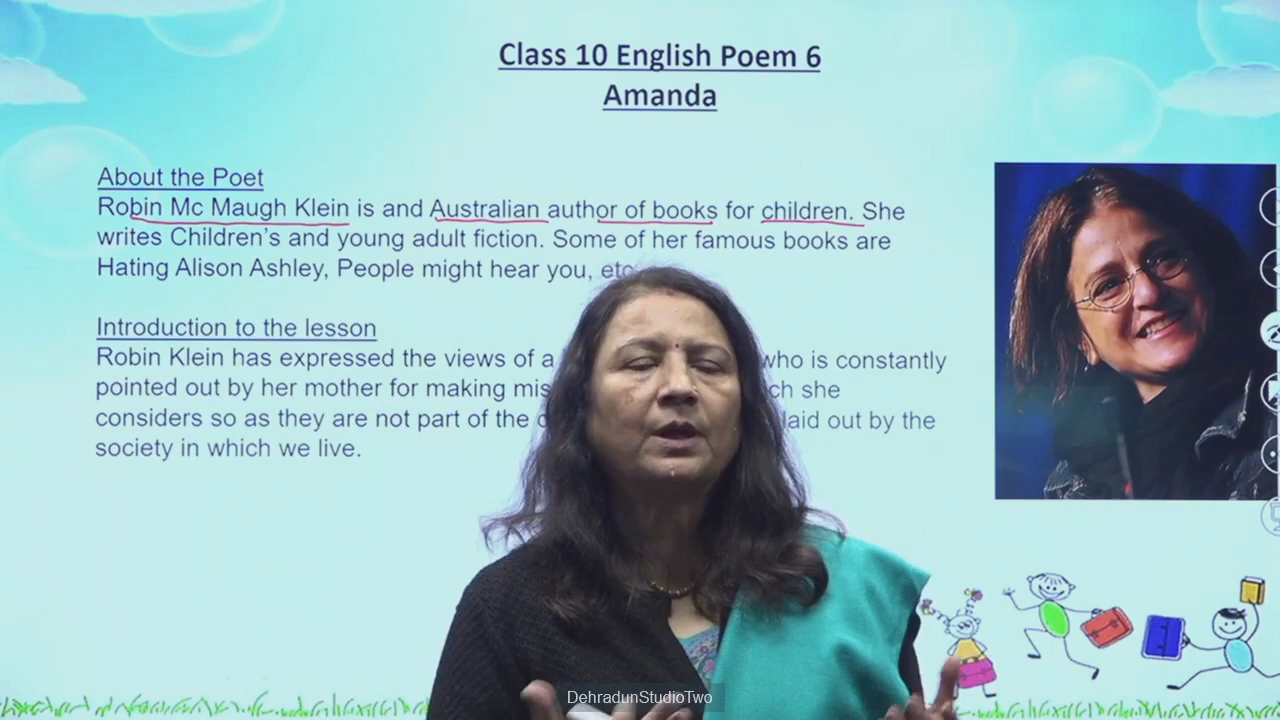 Class 10 English Poem 6
Amanda
About the Poet
Robin Mc Maugh Klein is and Australian author of books for children. She
writes Children's and young adult fiction. Some of her famous books are
Hating Alison Ashley, People might hear you, etc
Introduction to the lesson
Robin Klein has expressed the views of a who is constantly
pointed out by her mother for making she
considers so as they are not part of the laid out by the
society in which we live.
DehradunStudioTwo